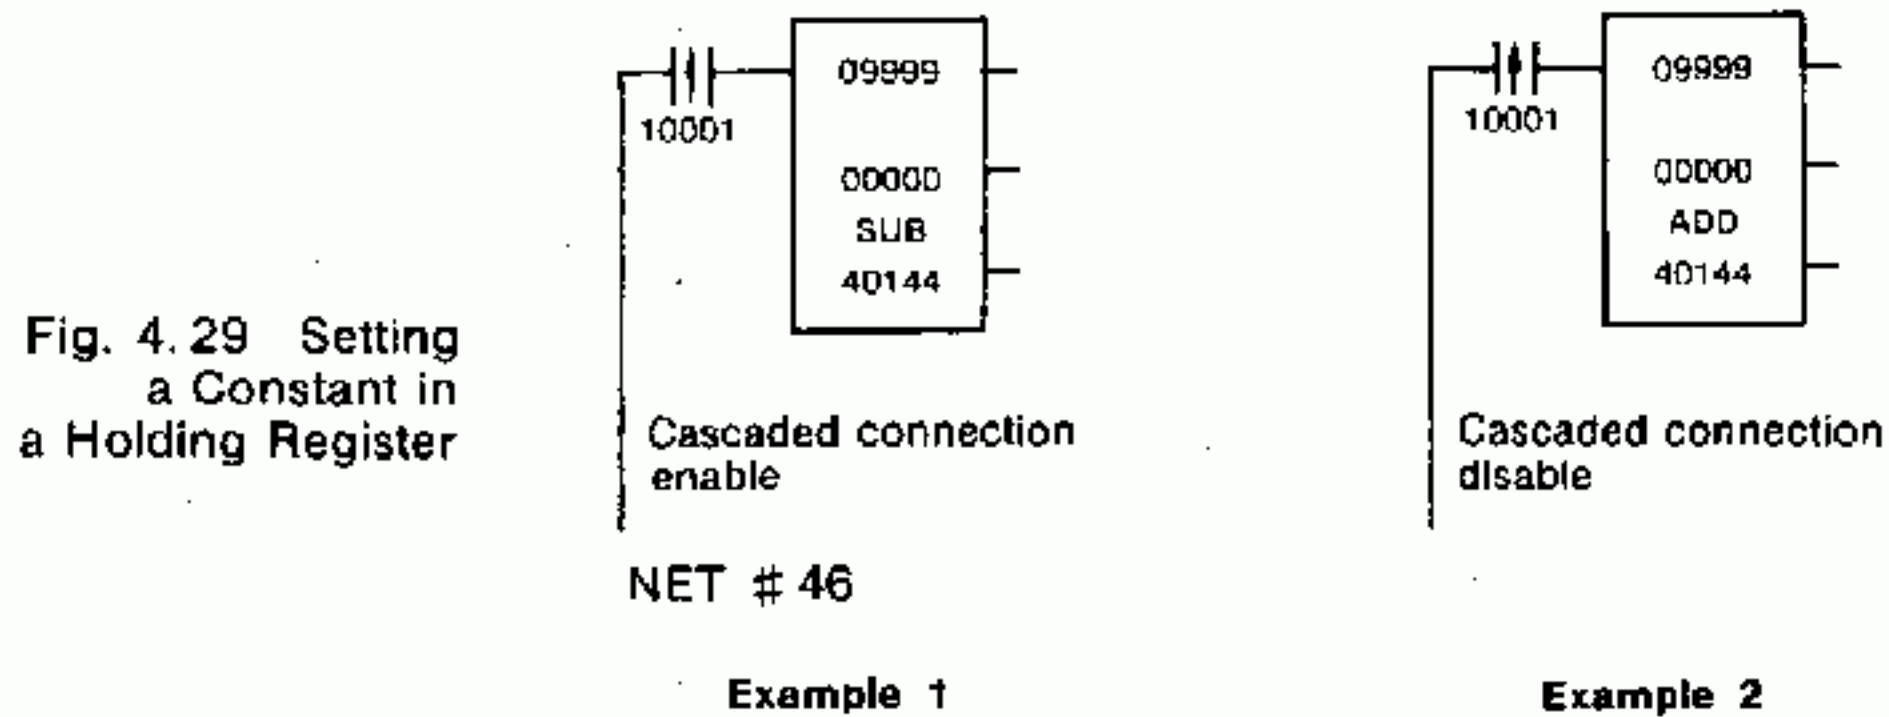 Fig. 4.29 Setting
a Constant in
a Holding Register
09999
10001
00000
SUB
40144
Cascaded connection
enable
NET # 46
Example 1
09999
10001
00000
ADD
40144
Cascaded connection
disable
Example 2